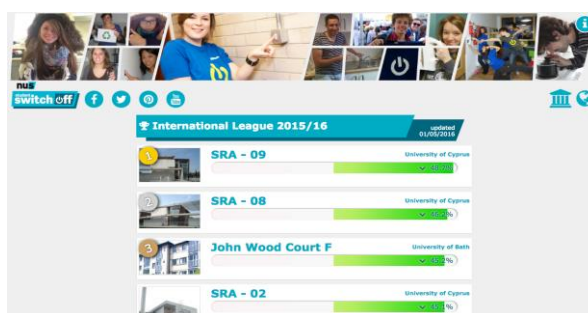 nus
switch off
International League 2015/16
updated
01/05/2016
1
SRA - 09
University of Cyprus
2
SRA - 08
University of Cyprus
3
John Wood Court F
University of Bath
SRA - 02
University of Cyprus